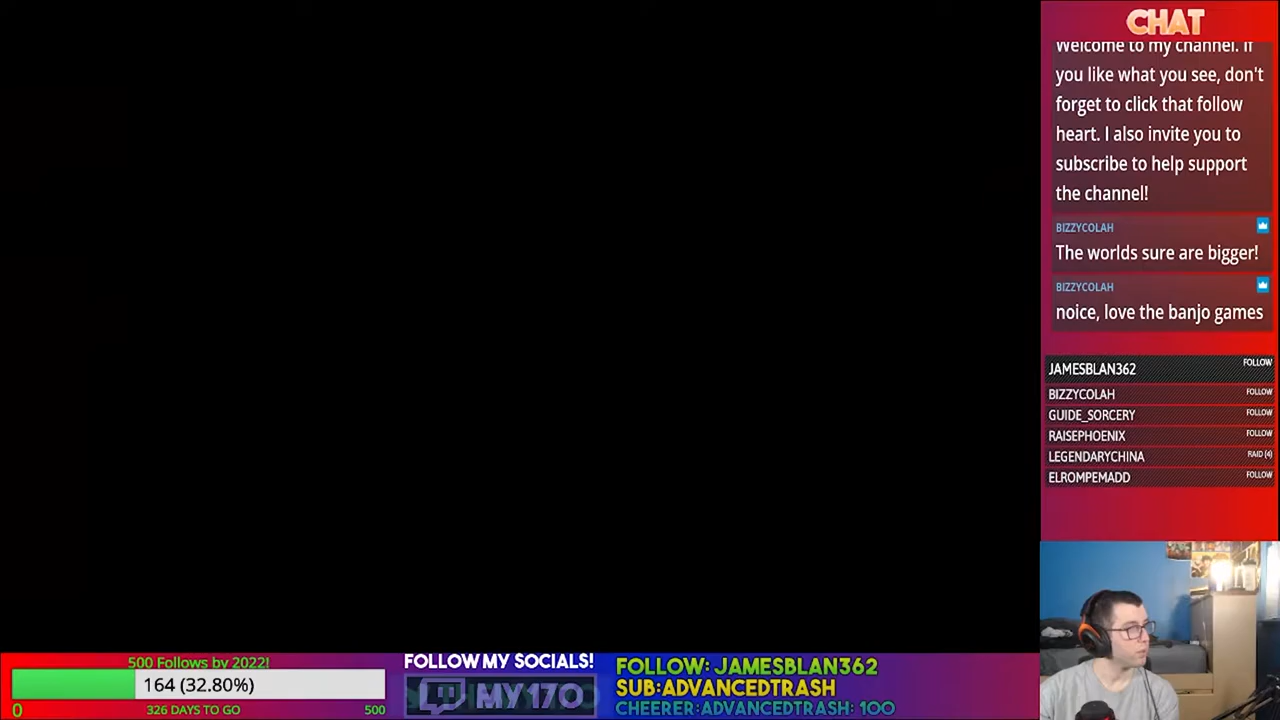 CHAT
Welcome to my channel. If
you like what you see, don't
forget to click that follow
heart. I also invite you to
subscribe to help support
the channel!
BIZZYCOLAH
The worlds sure are bigger!
BIZZYCOLAH
noice, love the banjo games
JAMESBLAN362 FOLLOW
BIZZYCOLAH FOLLOW
GUIDE_SORCERY FOLLOW
RAISEPHOENIX FOLLOW
LEGENDARYCHINA RAID (4)
ELROMPEMADD FOLLOW
500 Follows by 2022!
164 (32.80%)
0 326 DAYS TO GO 500
FOLLOW MY SOCIALS!
MY170
FOLLOW: JAMESBLAN362
SUB:ADVANCEDTRASH
CHEERER:ADVANCEDTRASH: 100